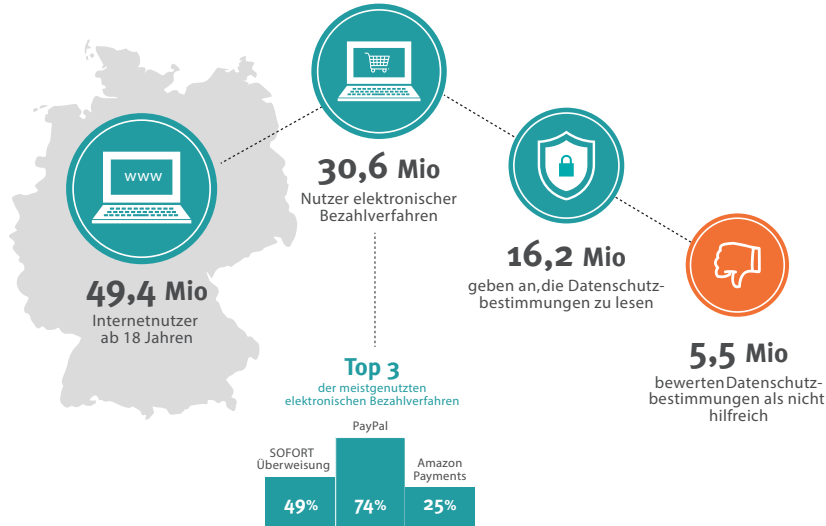 www
49,4 Mio
Internetnutzer
ab 18 Jahren
30,6 Mio
Nutzer elektronischer
Bezahlverfahren
16,2 Mio
geben an,die Datenschutz-
bestimmungen zu lesen
5,5 Mio
bewertenDatenschutz-
bestimmungen als nicht
hilfreich
Top 3
der meistgenutzten
elektronischen Bezahlverfahren
SOFORT
Überweisung
49%
PayPal
74%
Amazon
Payments
25%